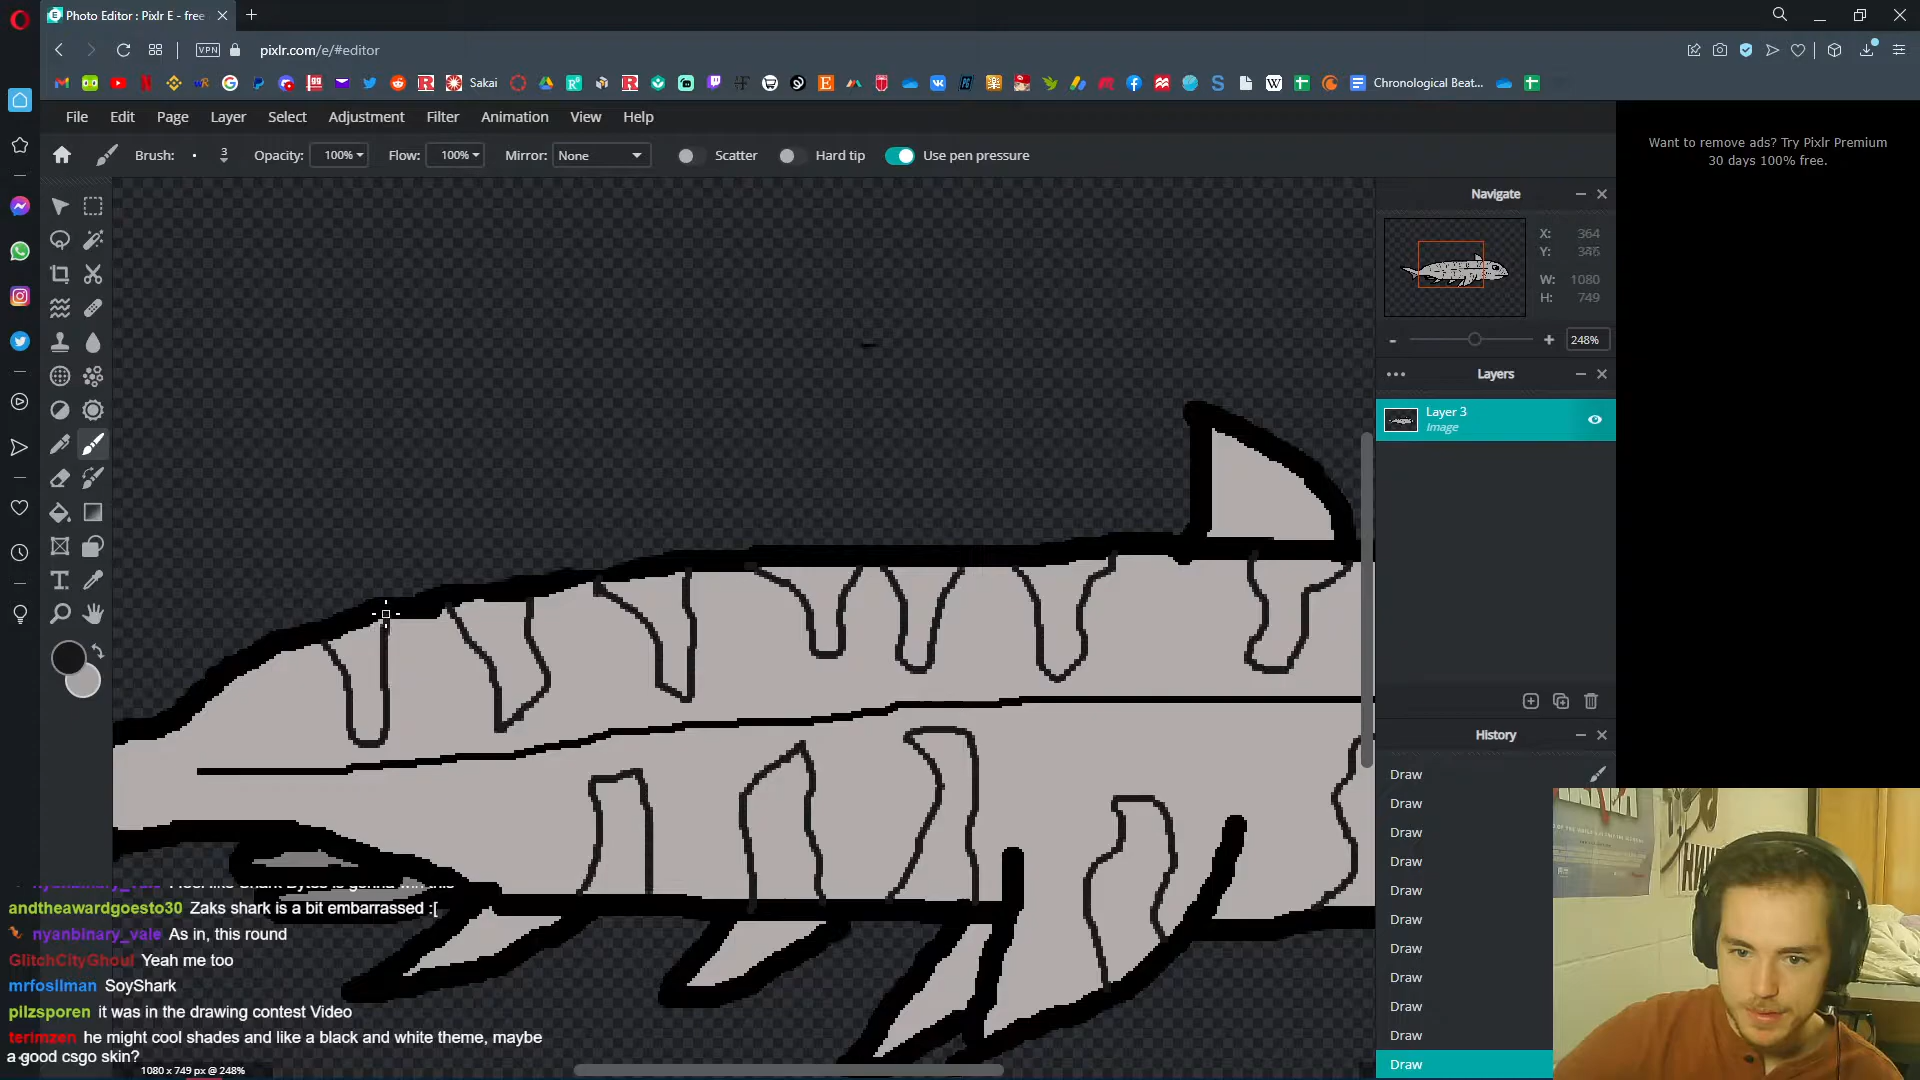 Photo Editor : Pixlr E - free
VPN
pixlr.com/e/#editor
Sakai
Chronological Beat...
File Edit Page Layer Select Adjustment Filter Animation View Help
Brush: 3 Opacity: 100% Flow: 100% Mirror: None Scatter Hard tip Use pen pressure
Want to remove ads? Try Pixlr Premium
30 days 100% free.
Navigate
X: 364
Y: 346
W: 1080
H: 749
- + 248%
Layers
Layer 3
Image
History
Draw
Draw
Draw
Draw
Draw
Draw
Draw
Draw
Draw
Draw
Draw
andtheawardgoesto30 Zaks shark is a bit embarrassed :[
nyanbinary_vale As in, this round
GlitchCityGhoul Yeah me too
mrfosilman SoyShark
pilzsporen it was in the drawing contest Video
terimzen he might cool shades and like a black and white theme, maybe
a good csgo skin?
1080 x 749 px @ 248%